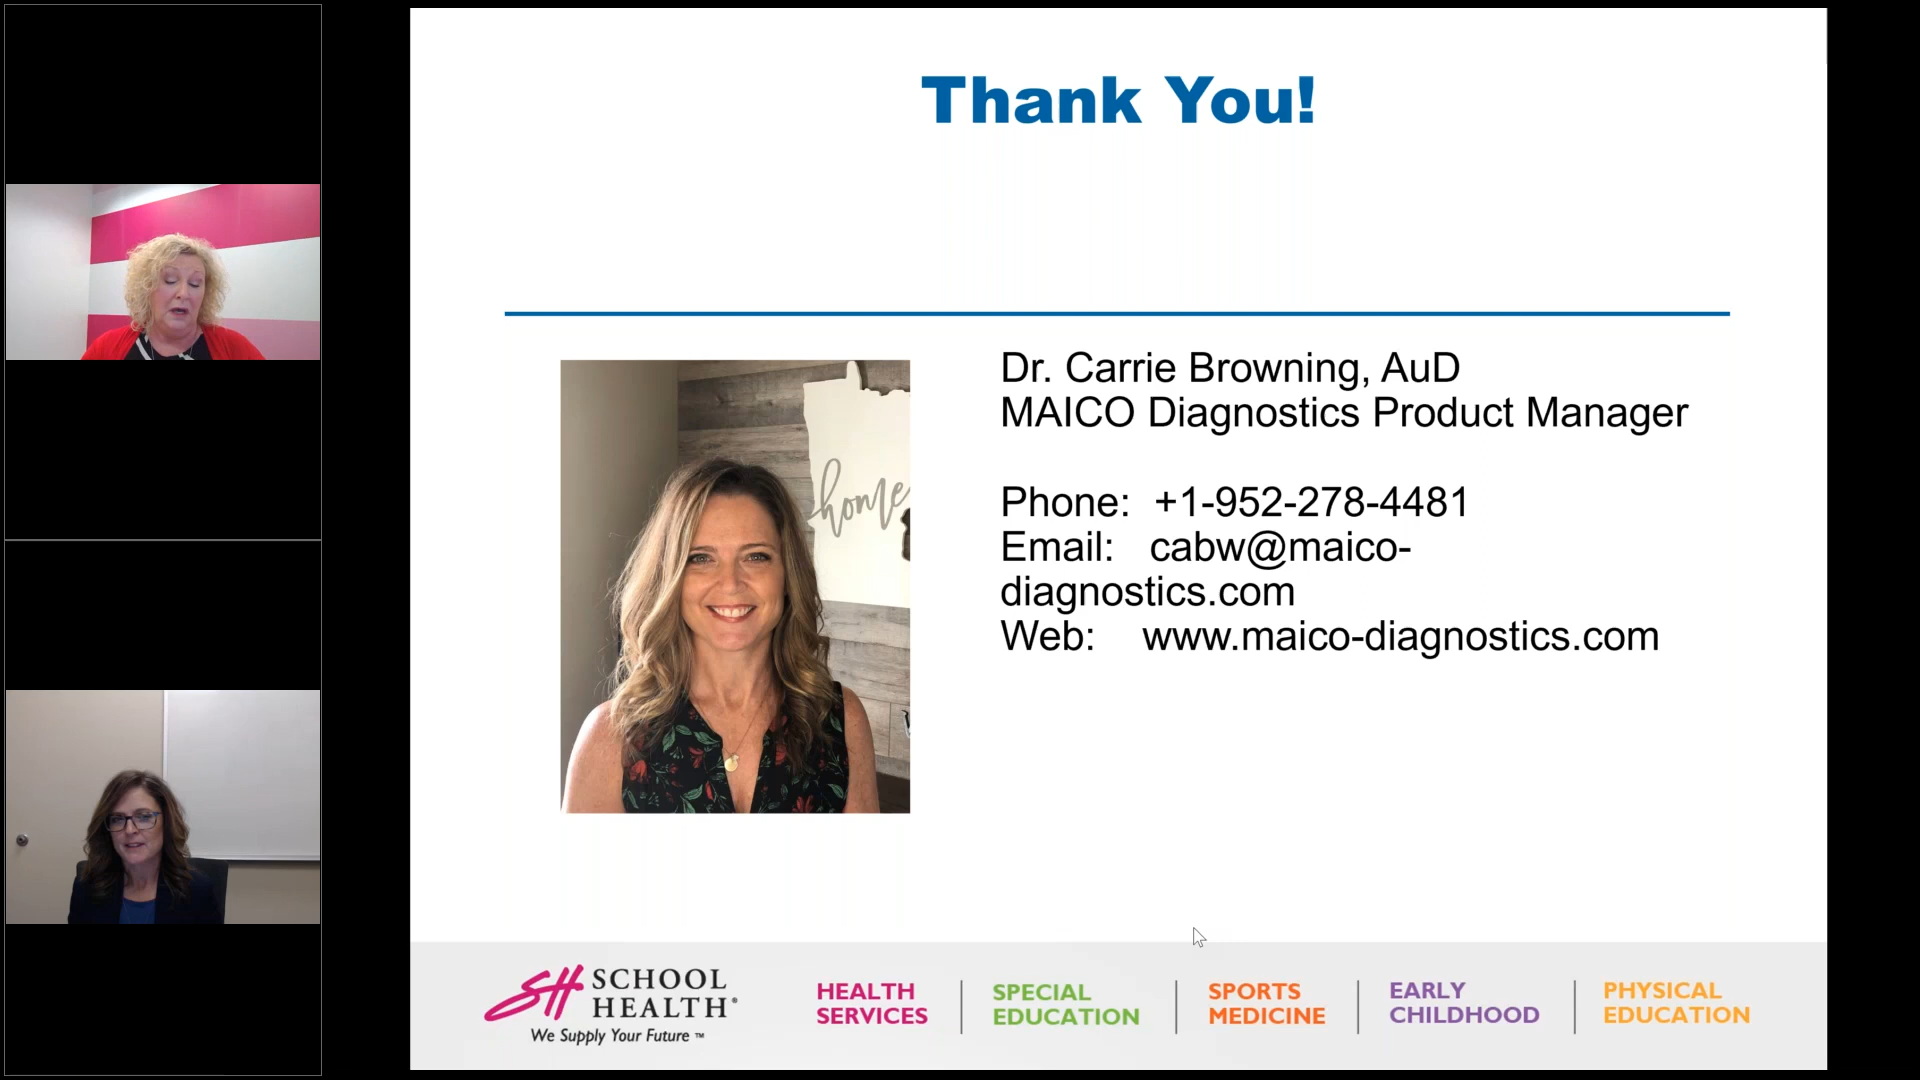 Thank You!
home
Dr. Carrie Browning, AuD
MAICO Diagnostics Product Manager
Phone: +1-952-278-4481
Email: cabw@maico-
diagnostics.com
Web: www.maico-diagnostics.com
SH SCHOOL
HEALTH®
We Supply Your Future ™
HEALTH
SERVICES
SPECIAL
EDUCATION
SPORTS
MEDICINE
EARLY
CHILDHOOD
PHYSICAL
EDUCATION